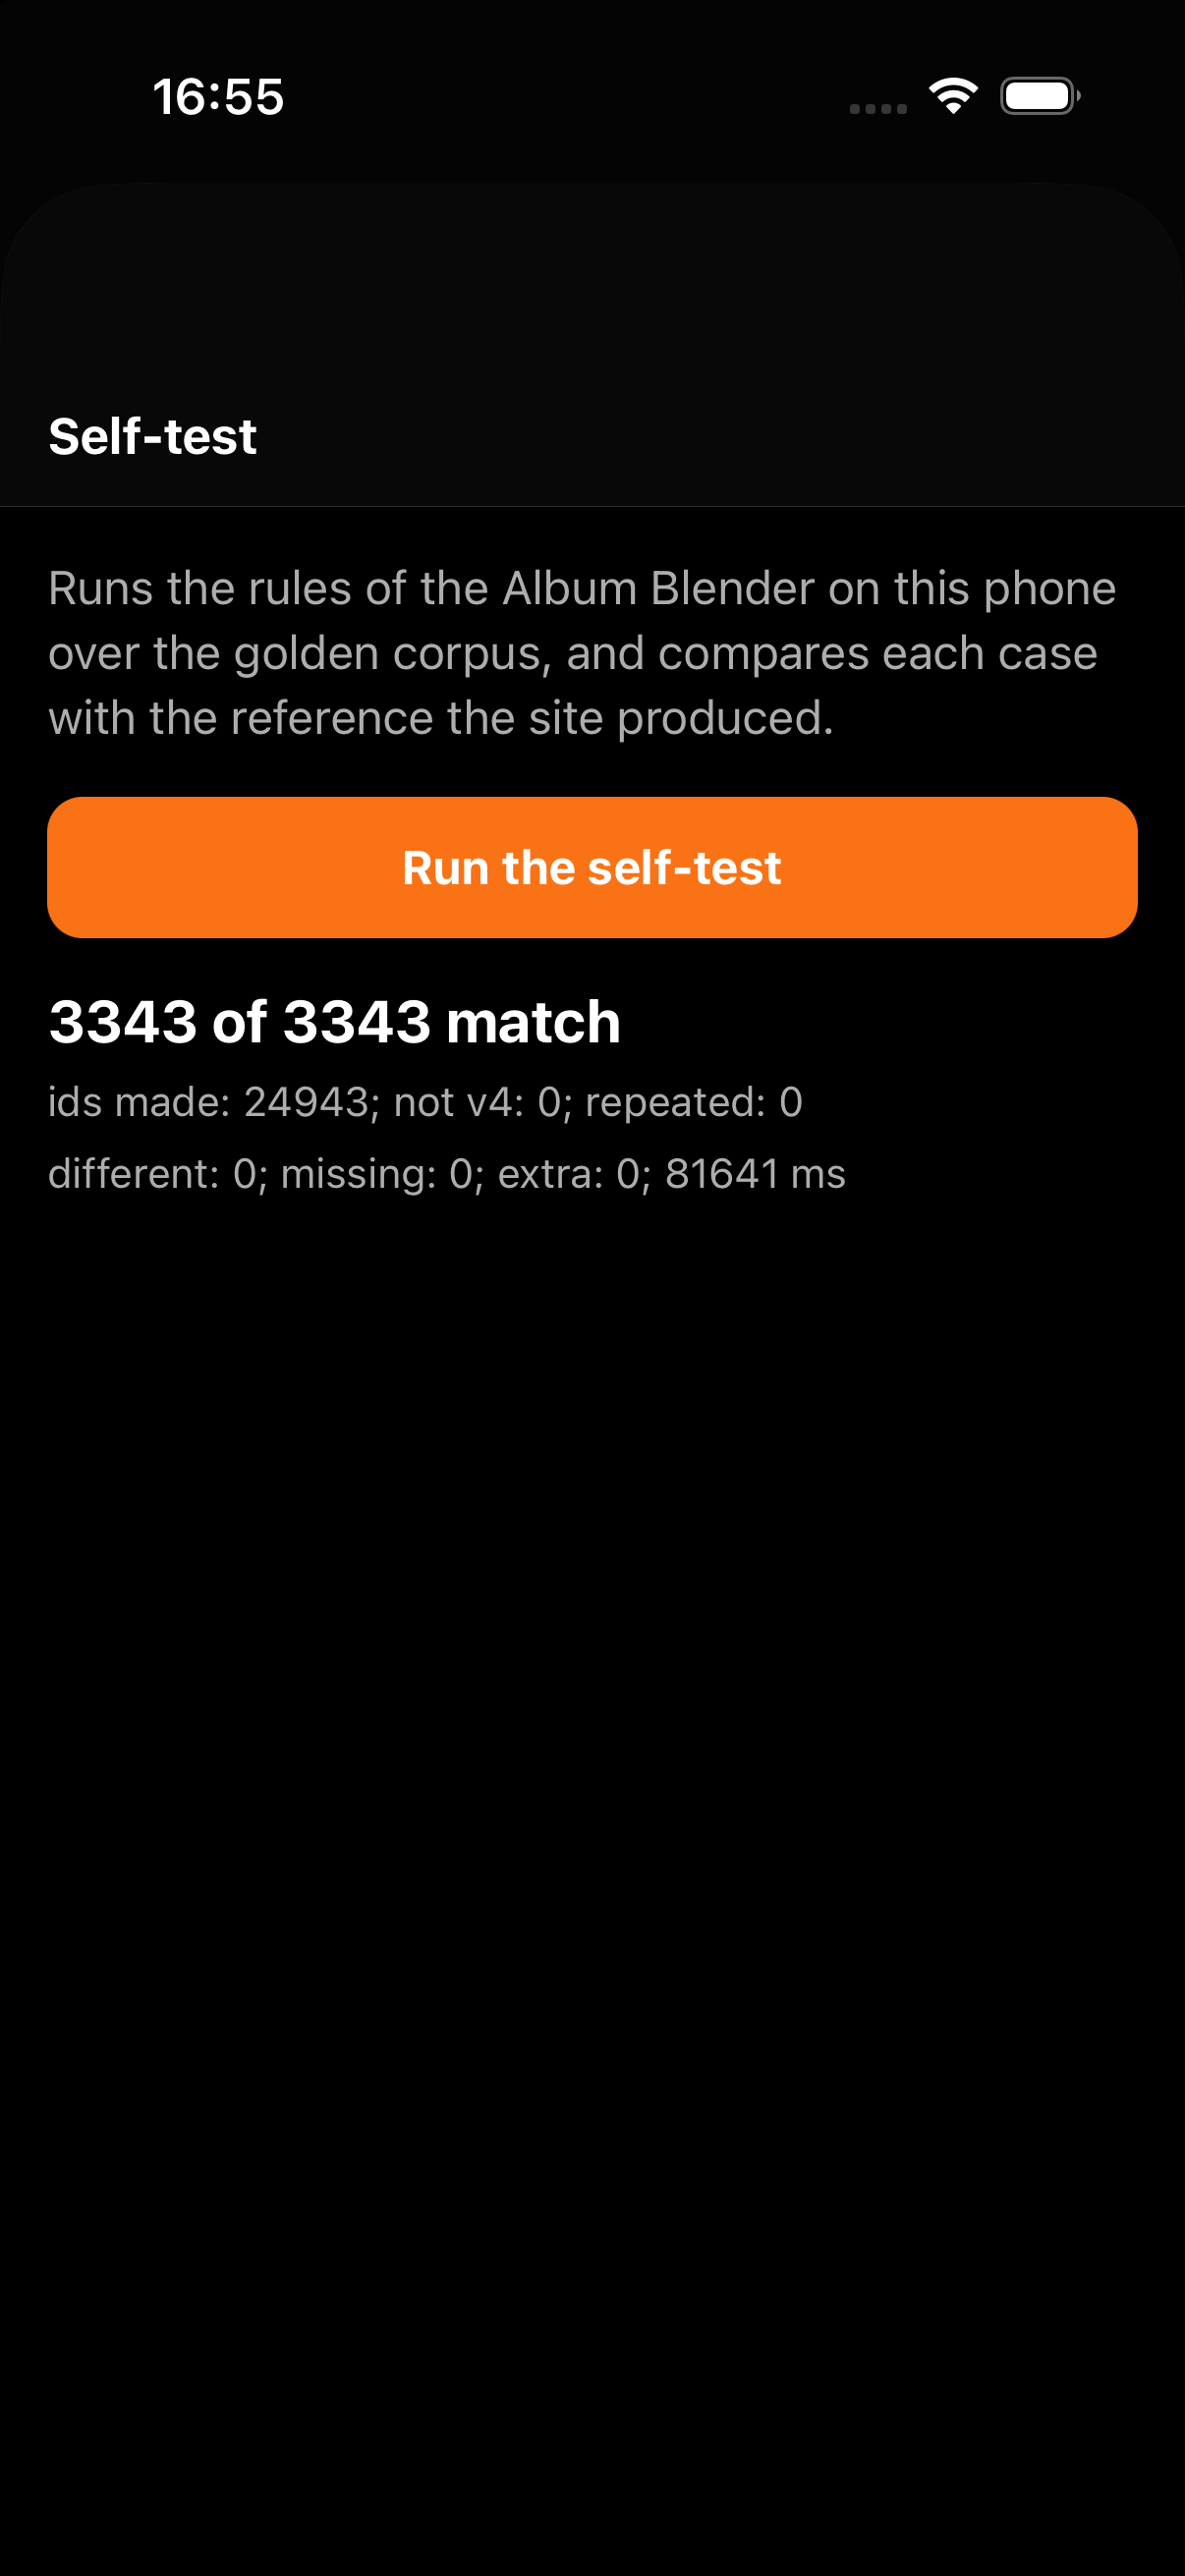 16:55
Self-test
Runs the rules of the Album Blender on this phone
over the golden corpus, and compares each case
with the reference the site produced.
Run the self-test
3343 of 3343 match
ids made: 24943; not v4: 0; repeated: 0
different: 0; missing: 0; extra: 0; 81641 ms